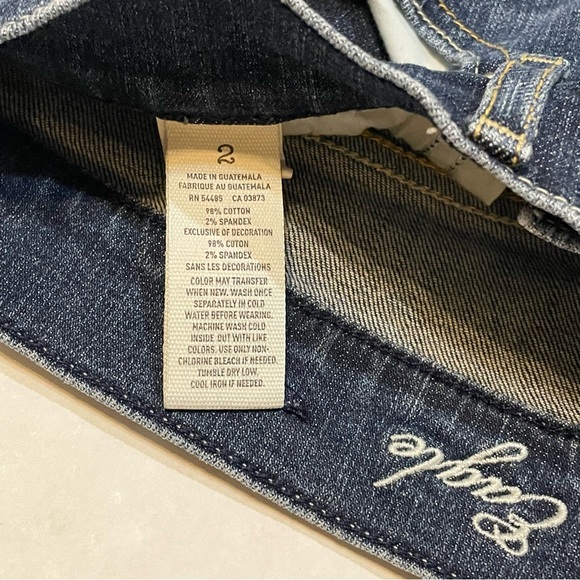 2
MADE IN GUATEMALA
FABRIQUE AU GUATEMALA
RN 54485 CA 03873
98% COTTON
2% SPANDEX
EXCLUSIVE OF DECORATION
98% CUTON
2% SPANDEX
SANS LES DECORATIONS
COLOR MAY TRANSFER
WHEN NEW. WASH ONCE
SEPARATELY IN COLD
WATER BEFORE WEARING.
MACHINE WASH COLD
INSIDE OUT WITH LIKE
COLORS. USE ONLY NON-
CHLORINE BLEACH IF NEEDED.
TUMBLE DRY LOW.
COOL IRON IF NEEDED.
Eagle